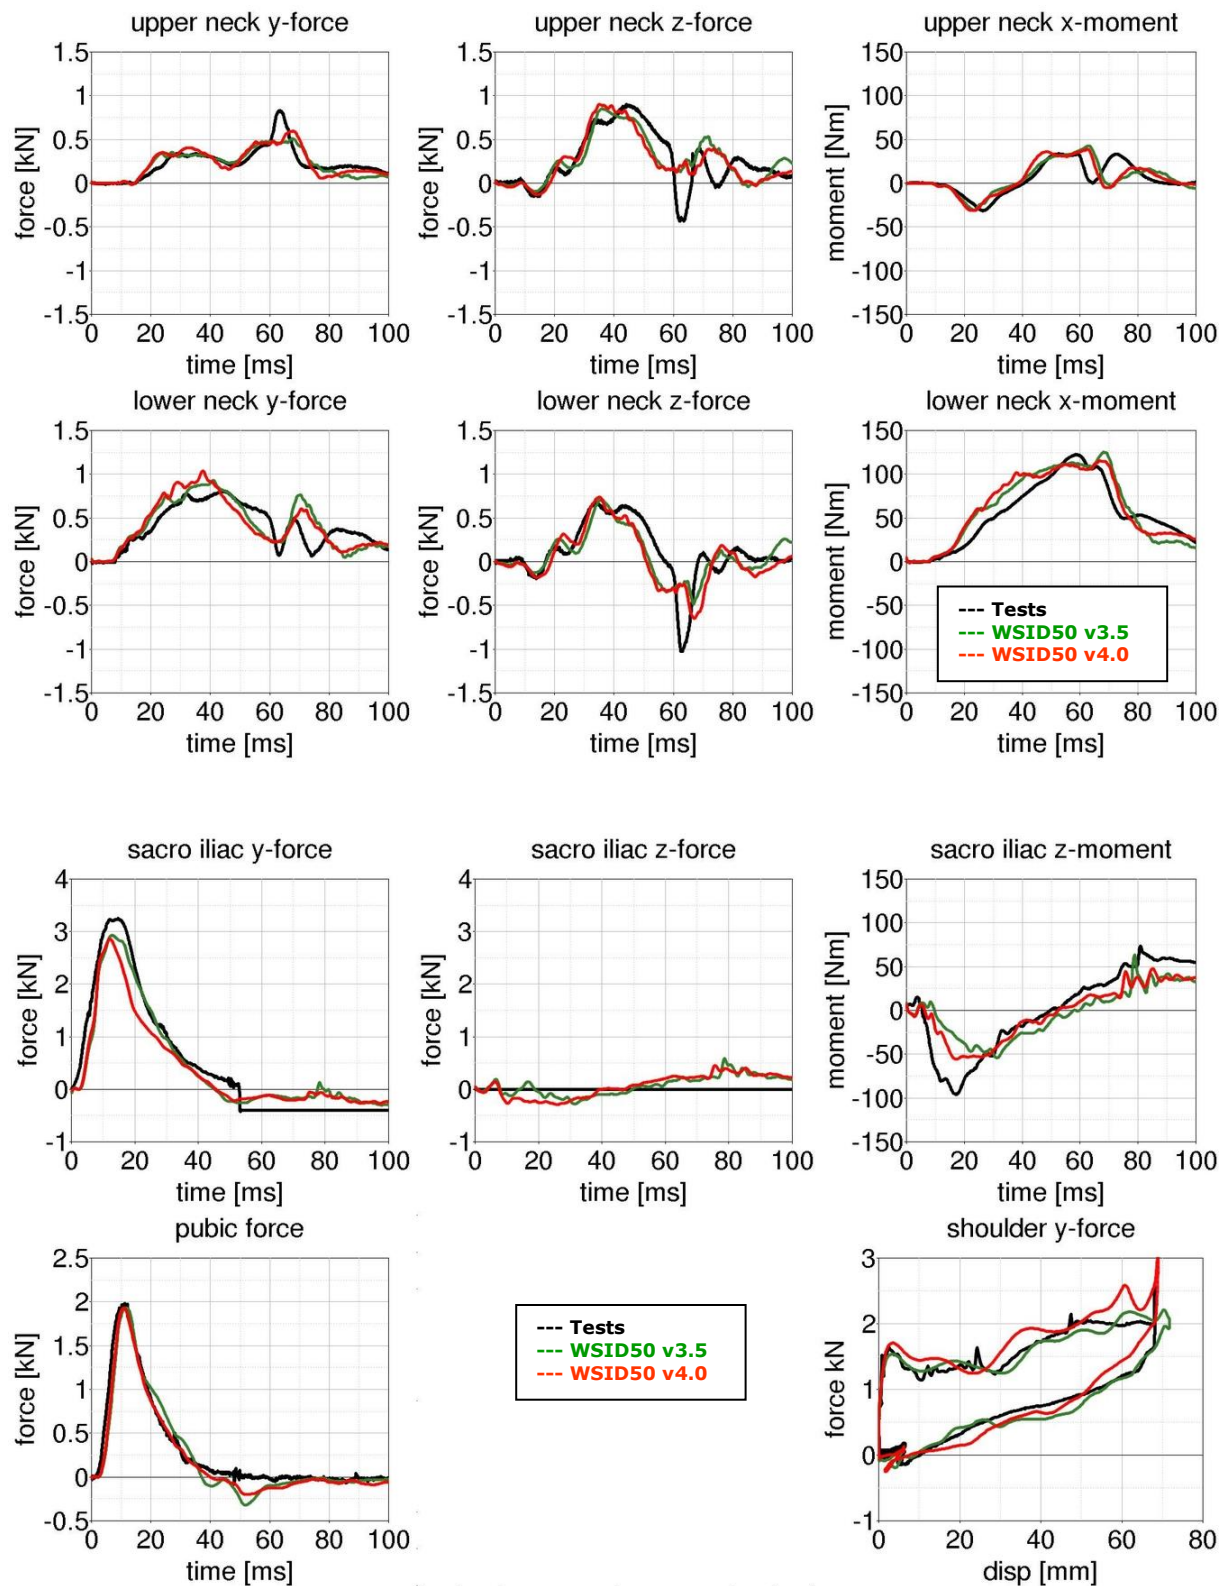 upper neck y-force
upper neck z-force
upper neck x-moment
1.5
1
0.5
0
-0.5
-1
-1.5
force [kN]
0 20 40 60 80 100
time [ms]
1.5
1
0.5
0
-0.5
-1
-1.5
force [kN]
0 20 40 60 80 100
time [ms]
150
100
50
0
-50
-100
-150
moment [Nm]
0 20 40 60 80 100
time [ms]
lower neck y-force
lower neck z-force
lower neck x-moment
1.5
1
0.5
0
-0.5
-1
-1.5
force [kN]
0 20 40 60 80 100
time [ms]
1.5
1
0.5
0
-0.5
-1
-1.5
force [kN]
0 20 40 60 80 100
time [ms]
150
100
50
0
-50
-100
-150
moment [Nm]
--- Tests
--- WSID50 v3.5
--- WSID50 v4.0
0 20 40 60 80 100
time [ms]
sacro iliac y-force
sacro iliac z-force
sacro iliac z-moment
4
3
2
1
0
-1
force [kN]
0 20 40 60 80 100
time [ms]
4
3
2
1
0
-1
force [kN]
0 20 40 60 80 100
time [ms]
150
100
50
0
-50
-100
-150
moment [Nm]
0 20 40 60 80 100
time [ms]
pubic force
shoulder y-force
2.5
2
1.5
1
0.5
0
-0.5
force [kN]
0 20 40 60 80 100
time [ms]
--- Tests
--- WSID50 v3.5
--- WSID50 v4.0
3
2
1
0
-1
force kN
0 20 40 60 80
disp [mm]